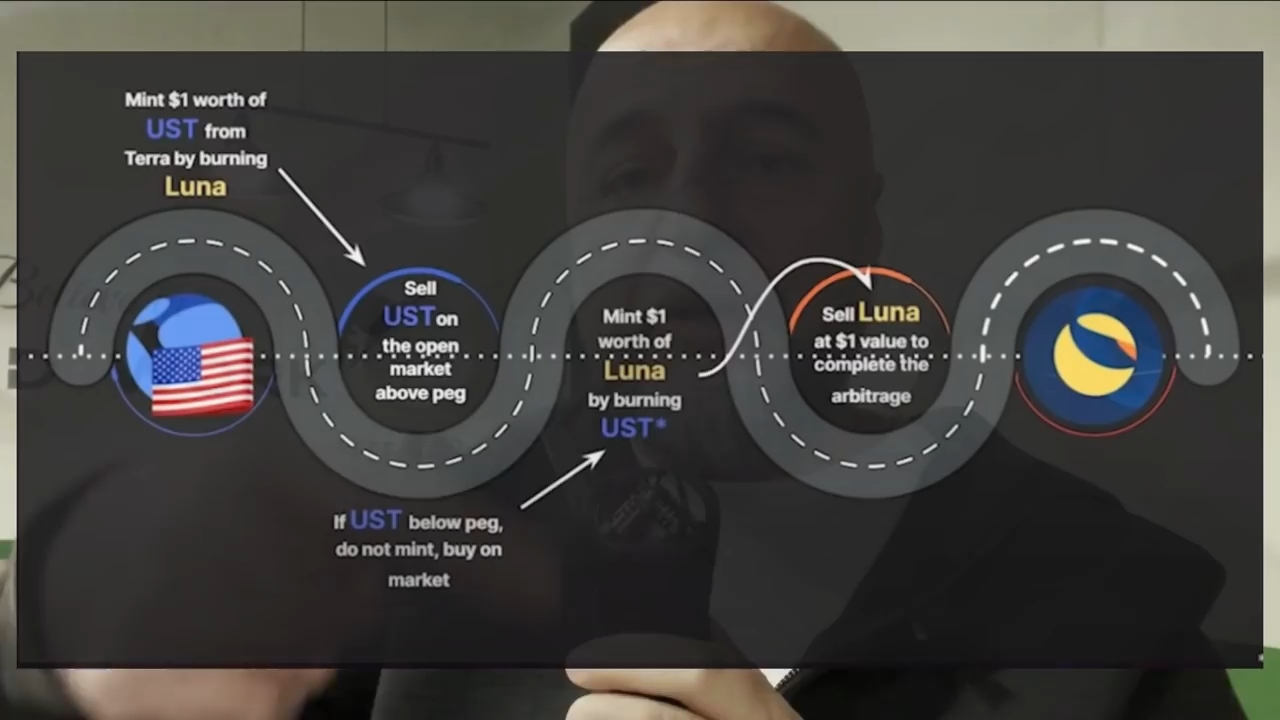 Mint $1 worth of
UST from
Terra by burning
Luna
Sell
UST on
the open
market
above peg
If UST below peg,
do not mint, buy on
market
Mint $1
worth of
Luna
by burning
UST*
Sell Luna
at $1 value to
complete the
arbitrage